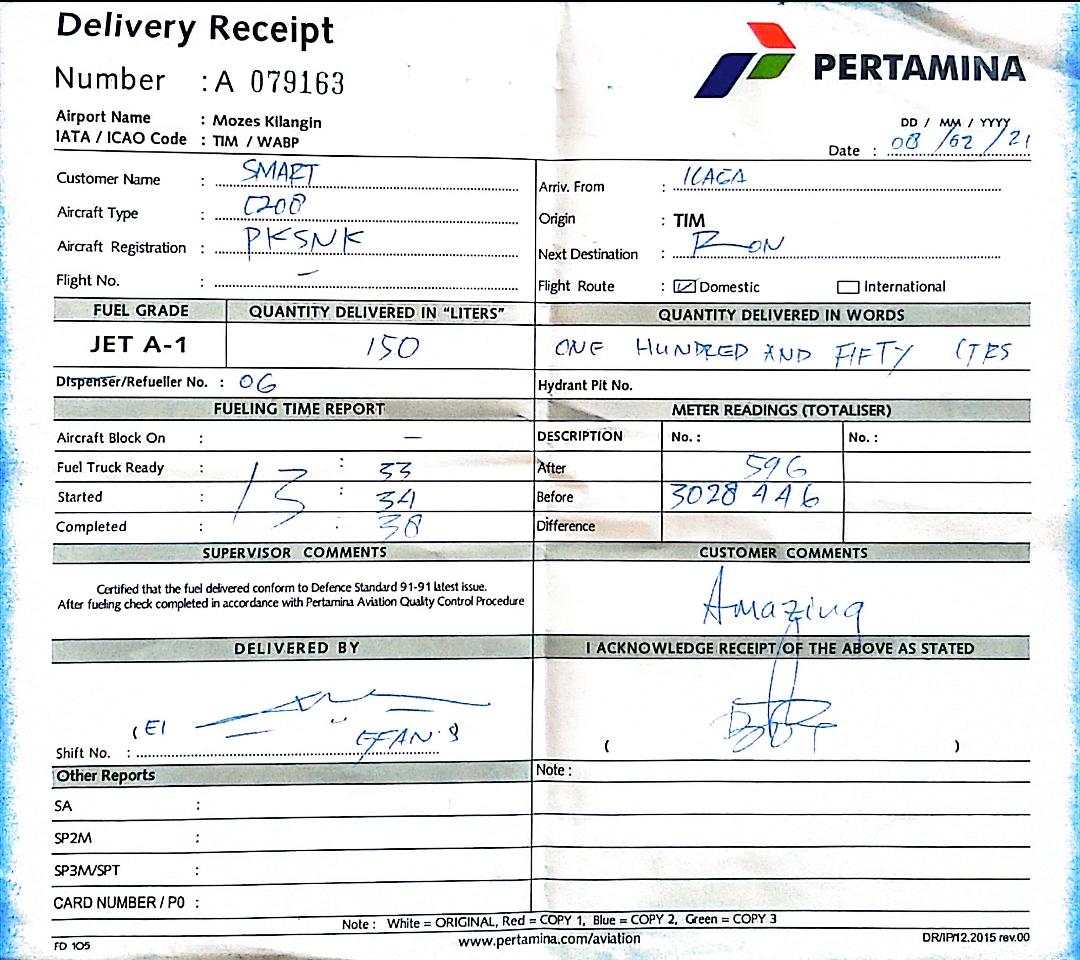 Delivery Receipt
Number : A 079163
PERTAMINA
Airport Name : Mozes Kilangin
IATA / ICAO Code : TIM / WABP
DD / MM / YYYY
Date : 08 / 02 / 21
Customer Name : SMART
Arriv. From : ILAGA
Aircraft Type : C208
Origin : TIM
Aircraft Registration : PKSNK
Next Destination : RON
Flight No. : –
Flight Route : Domestic International
FUEL GRADE QUANTITY DELIVERED IN "LITERS" QUANTITY DELIVERED IN WORDS
JET A-1 150 ONE HUNDRED AND FIFTY LTRS
Dispenser/Refueller No. : 06
Hydrant Pit No.
FUELING TIME REPORT METER READINGS (TOTALISER)
Aircraft Block On : – DESCRIPTION No. : No. :
Fuel Truck Ready : 13 : 33 After 596
Started : : 34 Before 3028 446
Completed : : 38 Difference
SUPERVISOR COMMENTS CUSTOMER COMMENTS
Certified that the fuel delivered conform to Defence Standard 91-91 latest issue.
After fueling check completed in accordance with Pertamina Aviation Quality Control Procedure
Amazing
DELIVERED BY I ACKNOWLEDGE RECEIPT OF THE ABOVE AS STATED
Shift No. : ( )
Other Reports Note :
SA :
SP2M :
SP3M/SPT :
CARD NUMBER / PO :
Note : White = ORIGINAL, Red = COPY 1, Blue = COPY 2, Green = COPY 3
FD 105 www.pertamina.com/aviation DR/IP/12.2015 rev.00